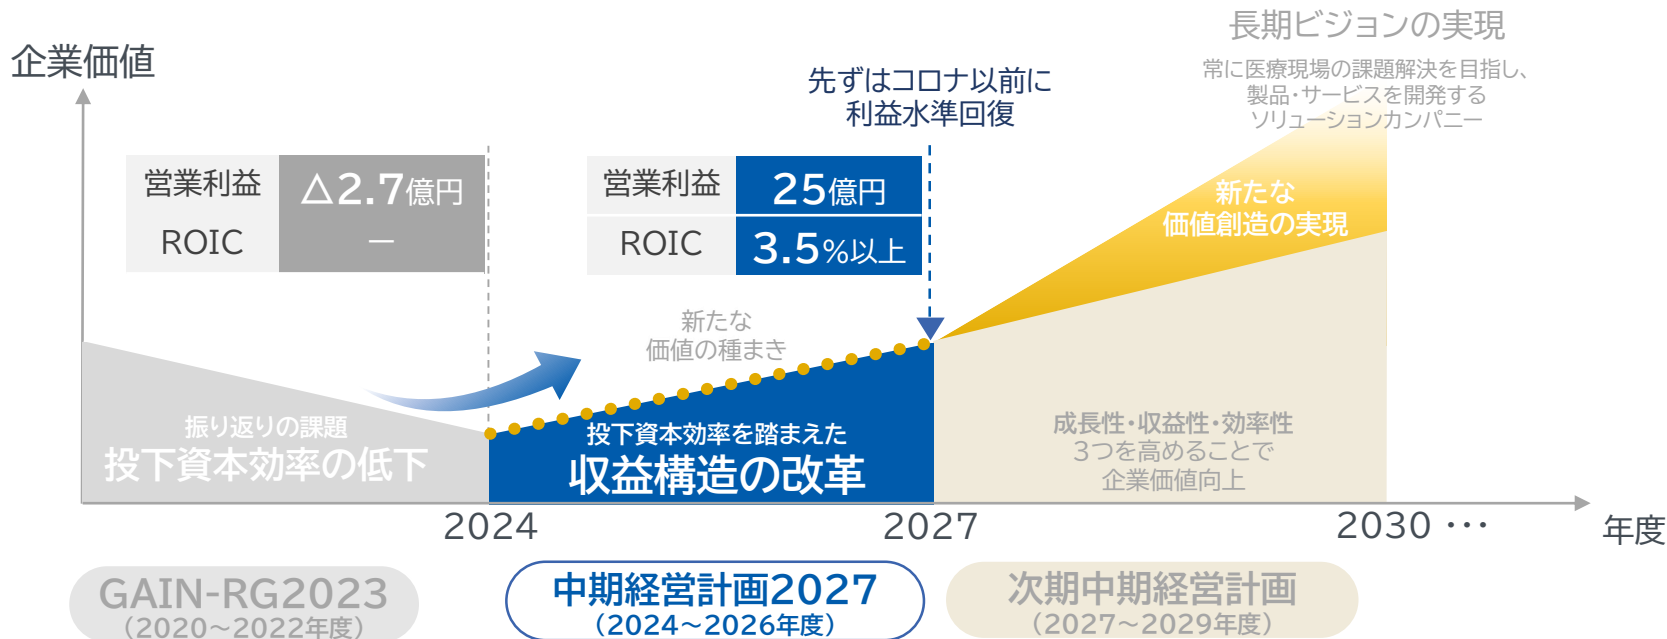 企業価値
長期ビジョンの実現
常に医療現場の課題解決を目指し、
製品・サービスを開発する
ソリューションカンパニー
先ずはコロナ以前に
利益水準回復
営業利益 △2.7億円
ROIC －
営業利益 25億円
ROIC 3.5%以上
新たな
価値創造の実現
新たな
価値の種まき
振り返りの課題
投下資本効率の低下
投下資本効率を踏まえた
収益構造の改革
成長性・収益性・効率性
3つを高めることで
企業価値向上
2024
2027
2030 ･･･
年度
GAIN-RG2023
（2020～2022年度）
中期経営計画2027
（2024～2026年度）
次期中期経営計画
（2027～2029年度）